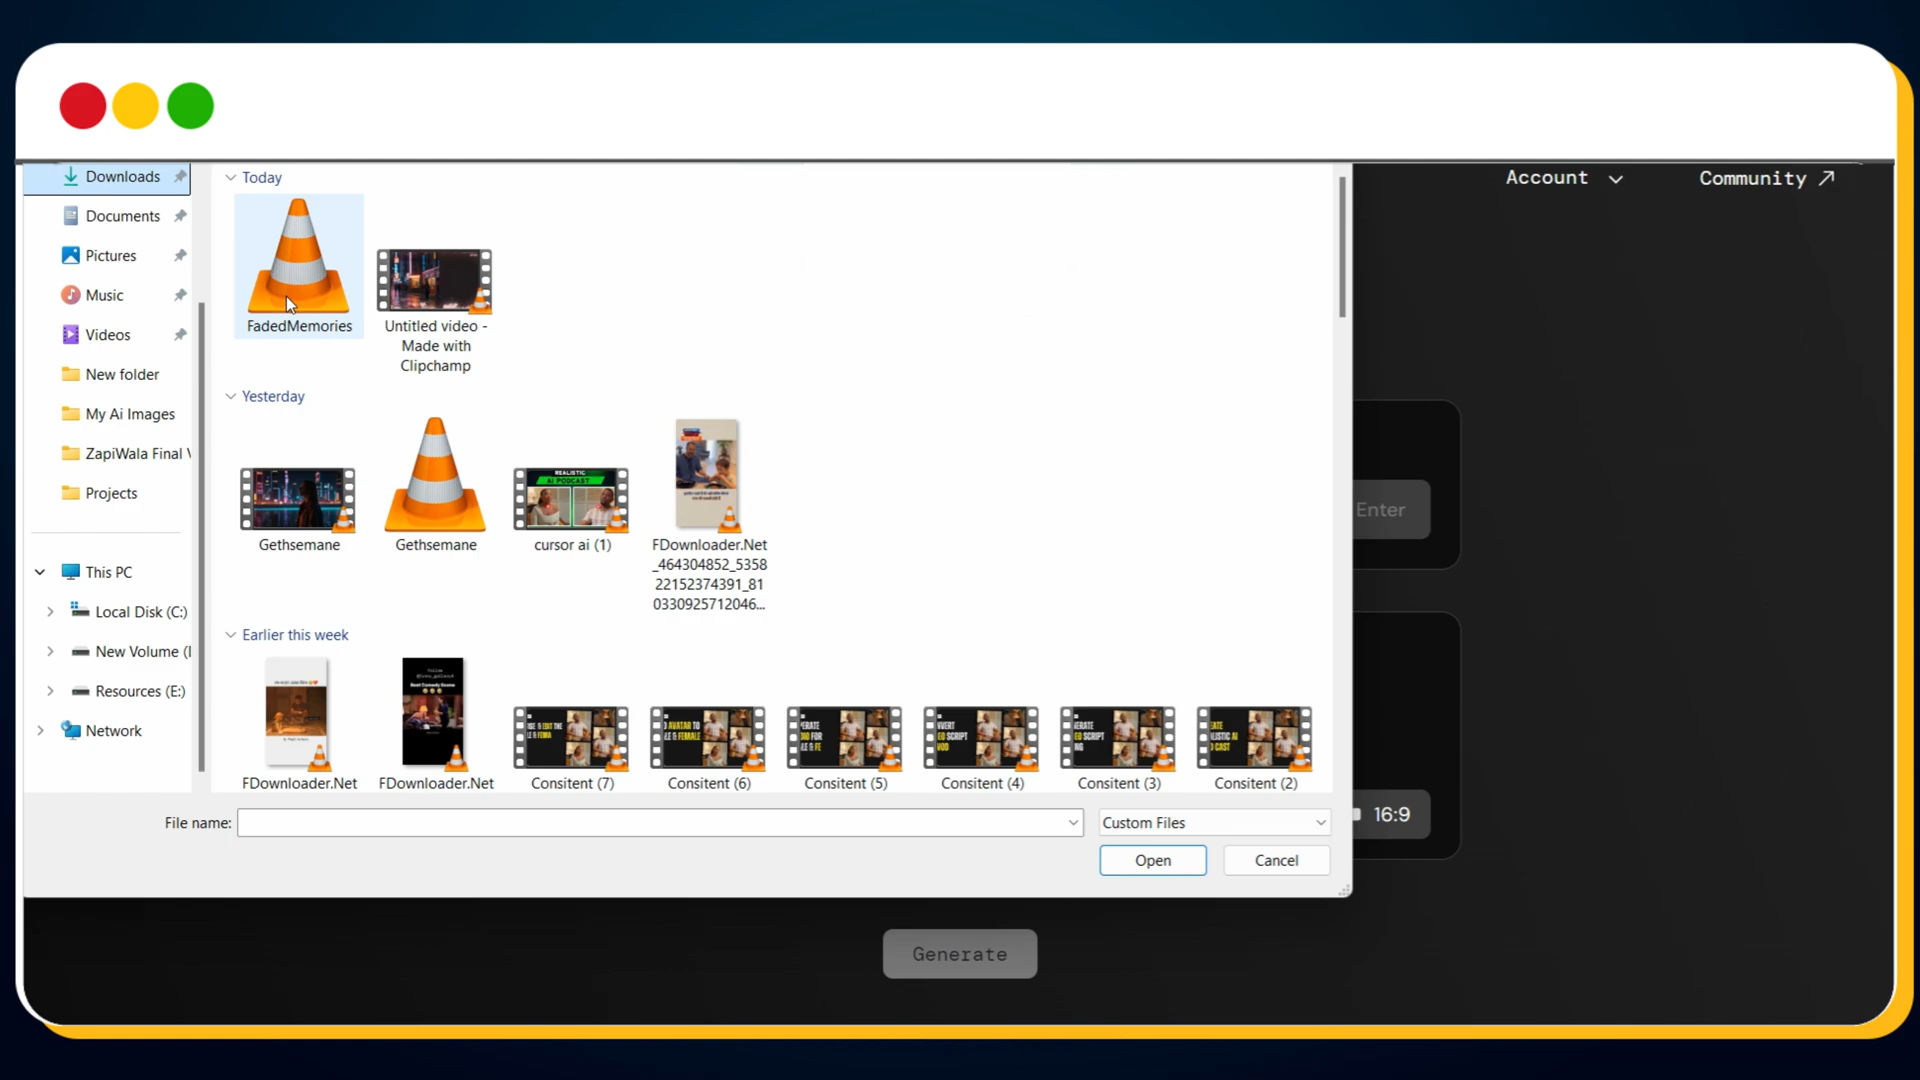 Downloads
Documents
Pictures
Music
Videos
New folder
My Ai Images
ZapiWala Final
Projects
This PC
Local Disk (C:)
New Volume (
Resources (E:)
Network
Today
FadedMemories
Untitled video -
Made with
Clipchamp
Yesterday
Gethsemane
Gethsemane
REALISTIC
AI PODCAST
cursor ai (1)
FDownloader.Net
_464304852_5358
22152374391_81
0330925712046...
Earlier this week
FDownloader.Net
FDownloader.Net
Consitent (7)
Consitent (6)
Consitent (5)
Consitent (4)
Consitent (3)
Consitent (2)
File name:
Custom Files
Open
Cancel
Account
Community
Enter
16:9
Generate